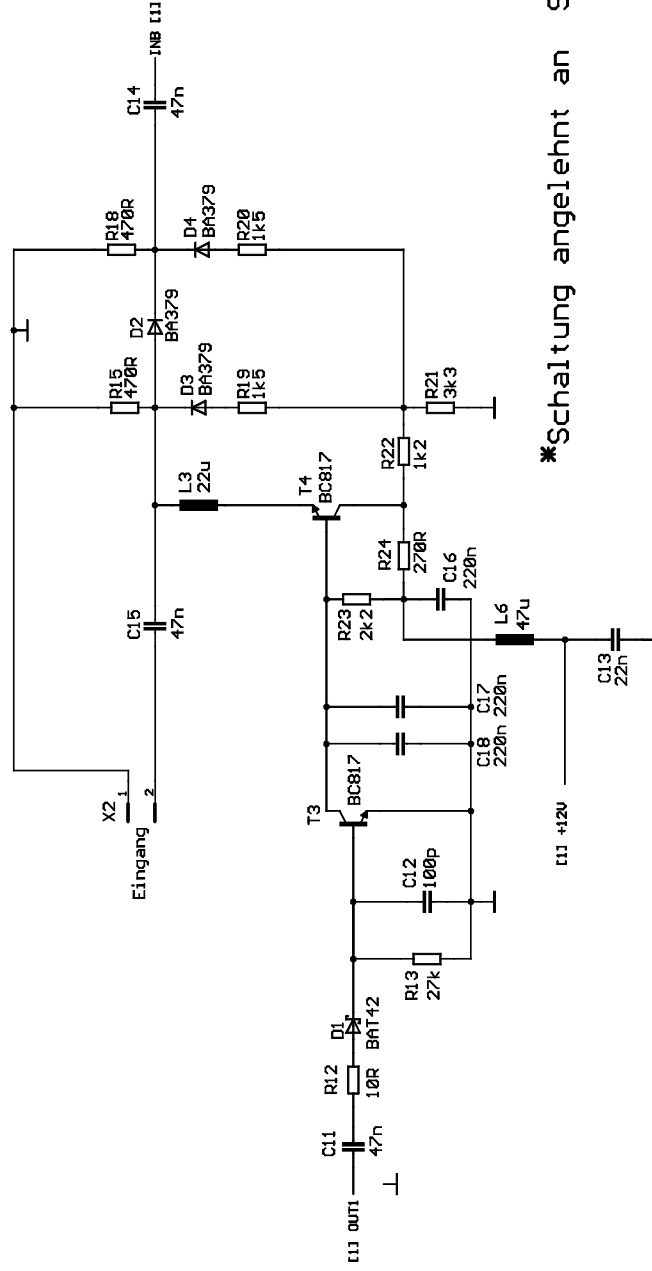 INB [1]
C14
47n
R18
470R
D4
BA379
R20
1k5
D2
BA379
R15
470R
D3
BA379
R19
1k5
R21
3k3
R22
1k2
L3
22u
T4
BC817
R24
270R
C16
220n
C15
47n
R23
2k2
L6
47u
C13
22n
C17
220n
C18
220n
X2
1
2
Eingang
T3
BC817
[1] +12V
C12
100p
R13
27k
D1
BAT42
R12
10R
C11
47n
[1] OUT1
*Schaltung angelehnt an